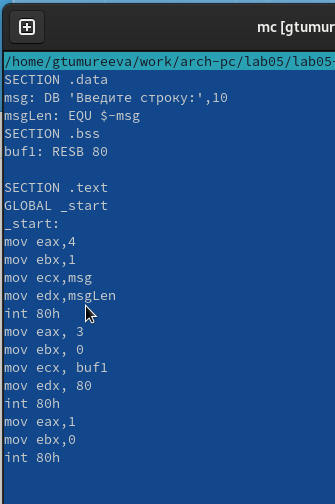 mc [gtumur
/home/gtumureeva/work/arch-pc/lab05/lab05-
SECTION .data
msg: DB 'Введите строку:',10
msgLen: EQU $-msg
SECTION .bss
buf1: RESB 80
SECTION .text
GLOBAL _start
_start:
mov eax,4
mov ebx,1
mov ecx,msg
mov edx,msgLen
int 80h
mov eax, 3
mov ebx, 0
mov ecx, buf1
mov edx, 80
int 80h
mov eax,1
mov ebx,0
int 80h